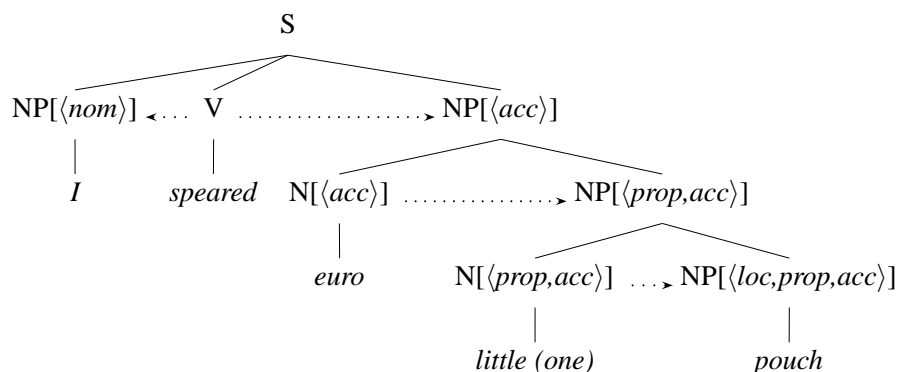 S
NP[⟨nom⟩] V NP[⟨acc⟩]
I speared N[⟨acc⟩] NP[⟨prop,acc⟩]
euro N[⟨prop,acc⟩] NP[⟨loc,prop,acc⟩]
little (one) pouch